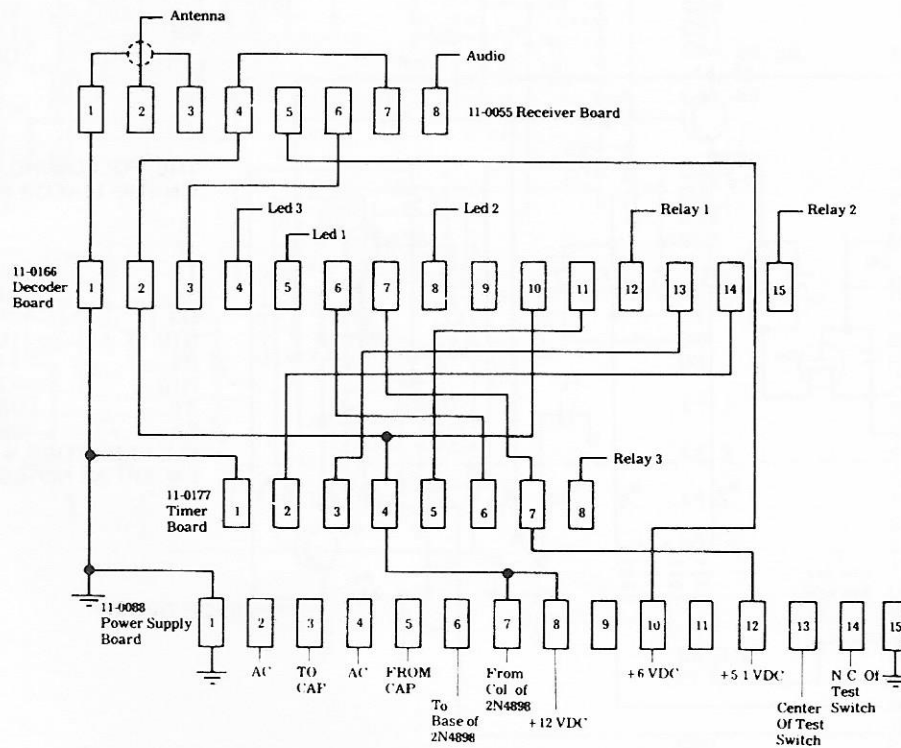 Antenna
Audio
1 2 3 4 5 6 7 8
11-0055 Receiver Board
Led 3
Led 2
Relay 1
Relay 2
Led 1
11-0166
Decoder
Board
1 2 3 4 5 6 7 8 9 10 11 12 13 14 15
Relay 3
11-0177
Timer
Board
1 2 3 4 5 6 7 8
11-0088
Power Supply
Board
1 2 3 4 5 6 7 8 9 10 11 12 13 14 15
AC
TO
CAP
AC
FROM
CAP
To
Base of
2N4898
From
Col of
2N4898
+12 VDC
+6 VDC
+5 1 VDC
Center
Of Test
Switch
N C Of
Test
Switch